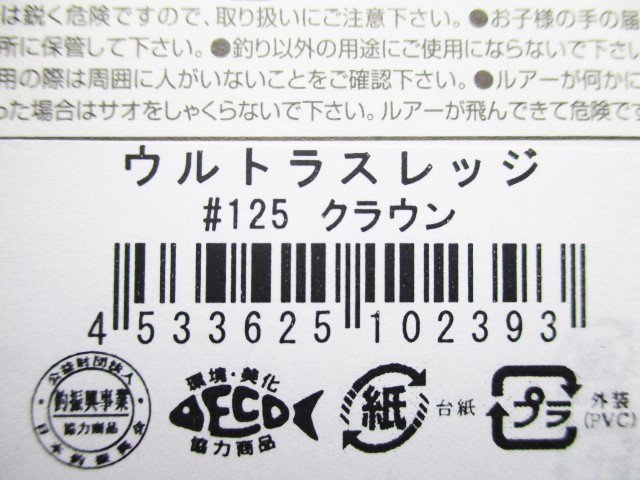 は鋭く危険ですので、取り扱いにご注意下さい。●お子様の手の届
所に保管して下さい。●釣り以外の用途にご使用にならないで下さい
用の際は周囲に人がいないことをご確認下さい。●ルアーが何かに
った場合はサオをしゃくらないで下さい。ルアーが飛んできて危険です
ウルトラスレッジ
#125 クラウン
4 533625 102393
公益財団法人
釣振興事業
協力商品
日本釣振興会
環境・美化
DECO
協力商品
紙
台紙
プラ
外装
(PVC)